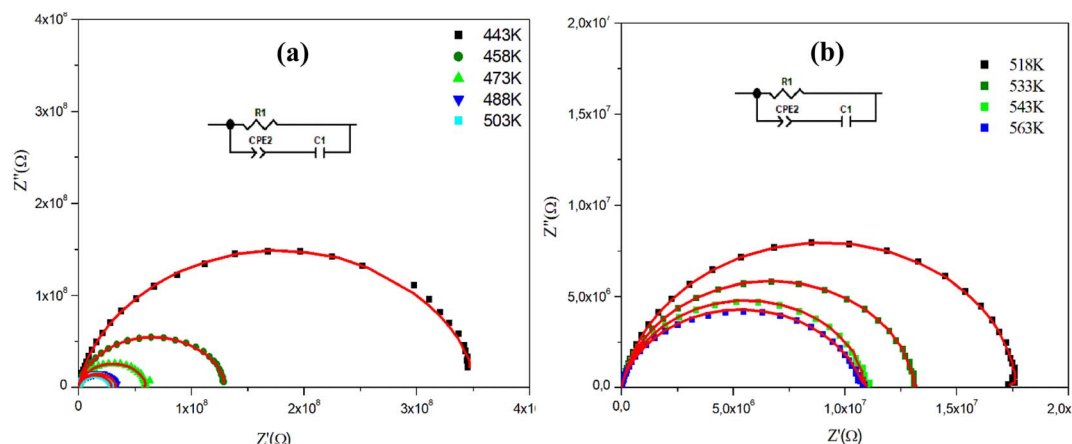 (a)
443K
458K
473K
488K
503K
R1
CPE2
C1
4x10⁸
3x10⁸
2x10⁸
1x10⁸
0
0
1x10⁸
2x10⁸
3x10⁸
Z''(Ω)
Z'(Ω)
(b)
518K
533K
543K
563K
R1
CPE2
C1
2,0x10⁷
1,5x10⁷
1,0x10⁷
5,0x10⁶
0,0
0,0
5,0x10⁶
1,0x10⁷
1,5x10⁷
Z''(Ω)
Z'(Ω)